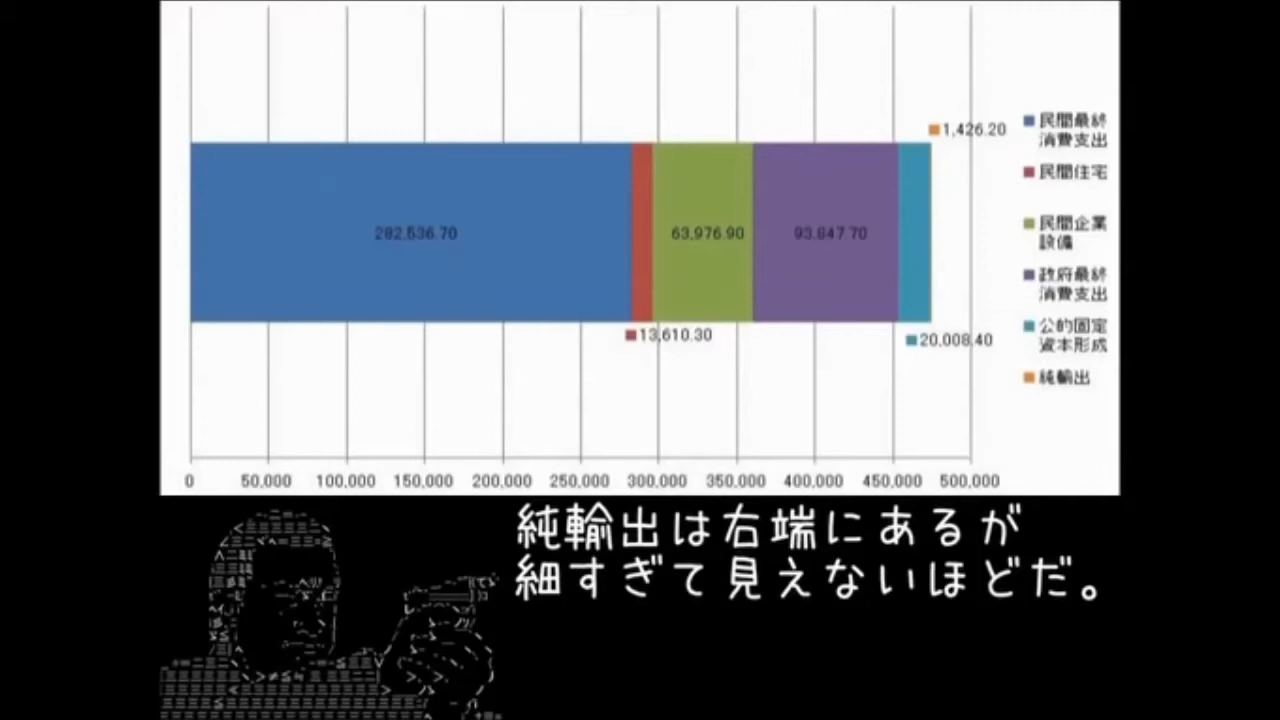 1,426.20
282,536.70
63,976.90
93,847.70
13,610.30
20,008.40
民間最終
消費支出
民間住宅
民間企業
設備
政府最終
消費支出
公的固定
資本形成
純輸出
0 50,000 100,000 150,000 200,000 250,000 300,000 350,000 400,000 450,000 500,000
純輸出は右端にあるが
細すぎて見えないほどだ。